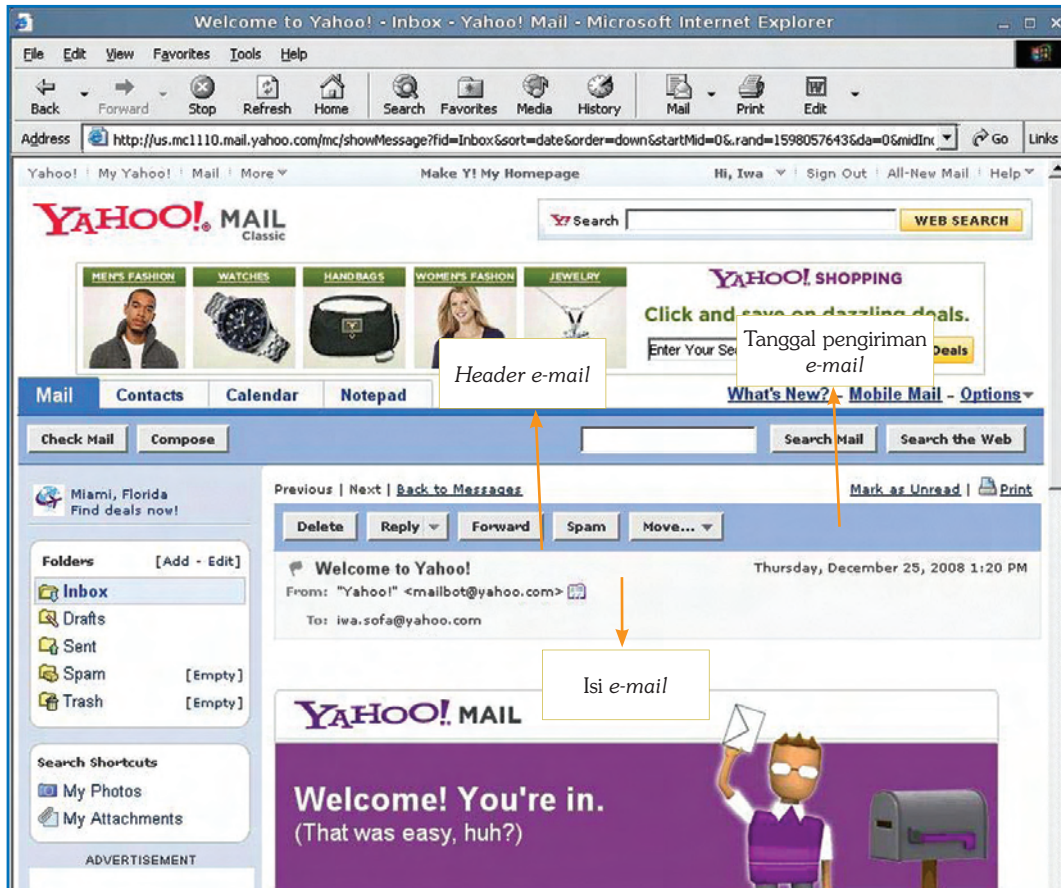 Welcome to Yahoo! - Inbox - Yahoo! Mail - Microsoft Internet Explorer
File Edit View Favorites Tools Help
Back Forward Stop Refresh Home Search Favorites Media History Mail Print Edit
Address http://us.mc1110.mail.yahoo.com/mc/showMessage?fid=Inbox&sort=date&order=down&startMid=0&.rand=1598057643&da=0&midInc Go Links
Yahoo! My Yahoo! Mail More Make Y! My Homepage Hi, Iwa Sign Out All-New Mail Help
YAHOO! MAIL
Classic
Y! Search WEB SEARCH
MEN'S FASHION WATCHES HANDBAGS WOMEN'S FASHION JEWELRY YAHOO! SHOPPING
Click and save on dazzling deals.
Enter Your Deals
Header e-mail
Tanggal pengiriman
e-mail
Mail Contacts Calendar Notepad What's New? - Mobile Mail - Options
Check Mail Compose Search Mail Search the Web
Miami, Florida
Find deals now!
Previous | Next | Back to Messages Mark as Unread | Print
Delete Reply Forward Spam Move...
Folders [Add - Edit]
Inbox
Drafts
Sent
Spam [Empty]
Trash [Empty]
Welcome to Yahoo! Thursday, December 25, 2008 1:20 PM
From: "Yahoo!" <mailbot@yahoo.com>
To: iwa.sofa@yahoo.com
Isi e-mail
Search Shortcuts
My Photos
My Attachments
ADVERTISEMENT
YAHOO! MAIL
Welcome! You're in.
(That was easy, huh?)